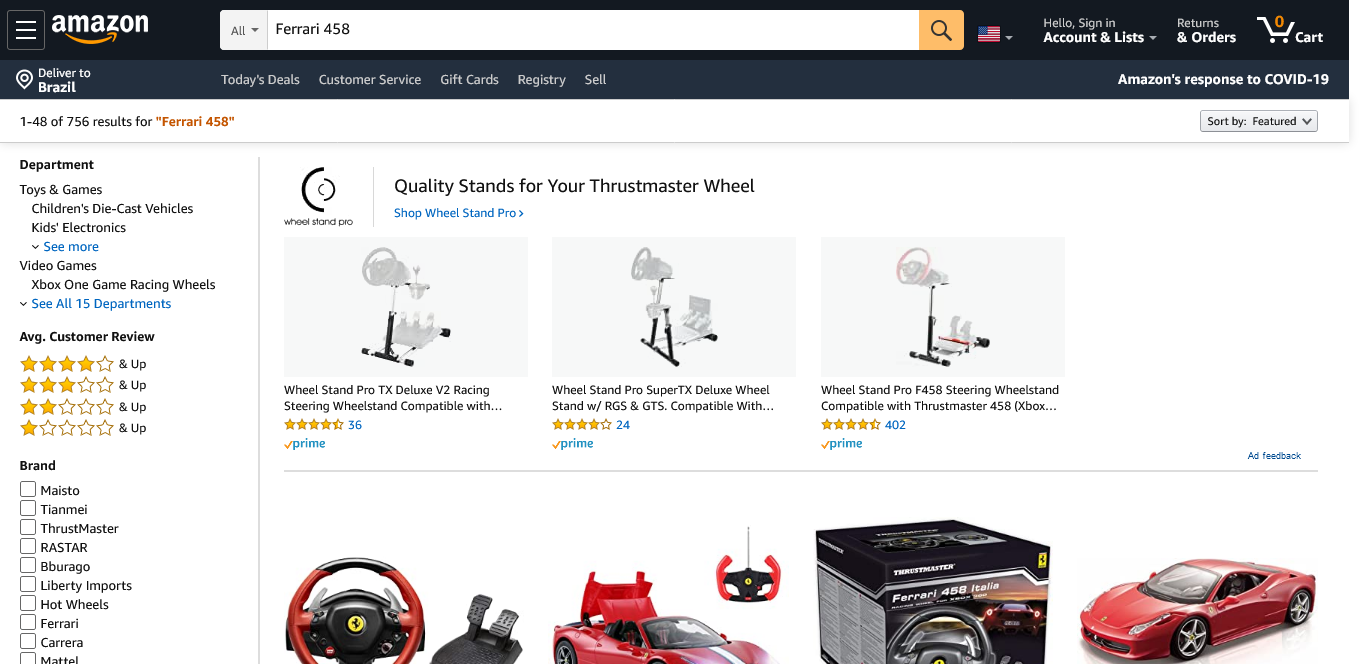 amazon
All
Ferrari 458
Hello, Sign in
Account & Lists
Returns
& Orders
0
Cart
Deliver to
Brazil
Today's Deals
Customer Service
Gift Cards
Registry
Sell
Amazon's response to COVID-19
1-48 of 756 results for "Ferrari 458"
Sort by: Featured
Department
Toys & Games
Children's Die-Cast Vehicles
Kids' Electronics
See more
Video Games
Xbox One Game Racing Wheels
See All 15 Departments
Avg. Customer Review
& Up
& Up
& Up
& Up
Brand
Maisto
Tianmei
ThrustMaster
RASTAR
Bburago
Liberty Imports
Hot Wheels
Ferrari
Carrera
Mattel
wheel stand pro
Quality Stands for Your Thrustmaster Wheel
Shop Wheel Stand Pro
Wheel Stand Pro TX Deluxe V2 Racing
Steering Wheelstand Compatible with…
36
prime
Wheel Stand Pro SuperTX Deluxe Wheel
Stand w/ RGS & GTS. Compatible With…
24
prime
Wheel Stand Pro F458 Steering Wheelstand
Compatible with Thrustmaster 458 (Xbox…
402
prime
Ad feedback
THRUSTMASTER
THRUSTMASTER
Ferrari 458 Italia